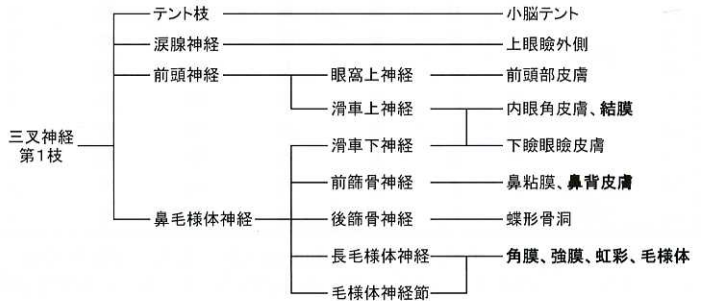 テント枝 小脳テント
涙腺神経 上眼瞼外側
前頭神経 眼窩上神経 前頭部皮膚
滑車上神経 内眼角皮膚、結膜
三叉神経
第1枝
滑車下神経 下瞼眼瞼皮膚
前篩骨神経 鼻粘膜、鼻背皮膚
鼻毛様体神経 後篩骨神経 蝶形骨洞
長毛様体神経 角膜、強膜、虹彩、毛様体
毛様体神経節